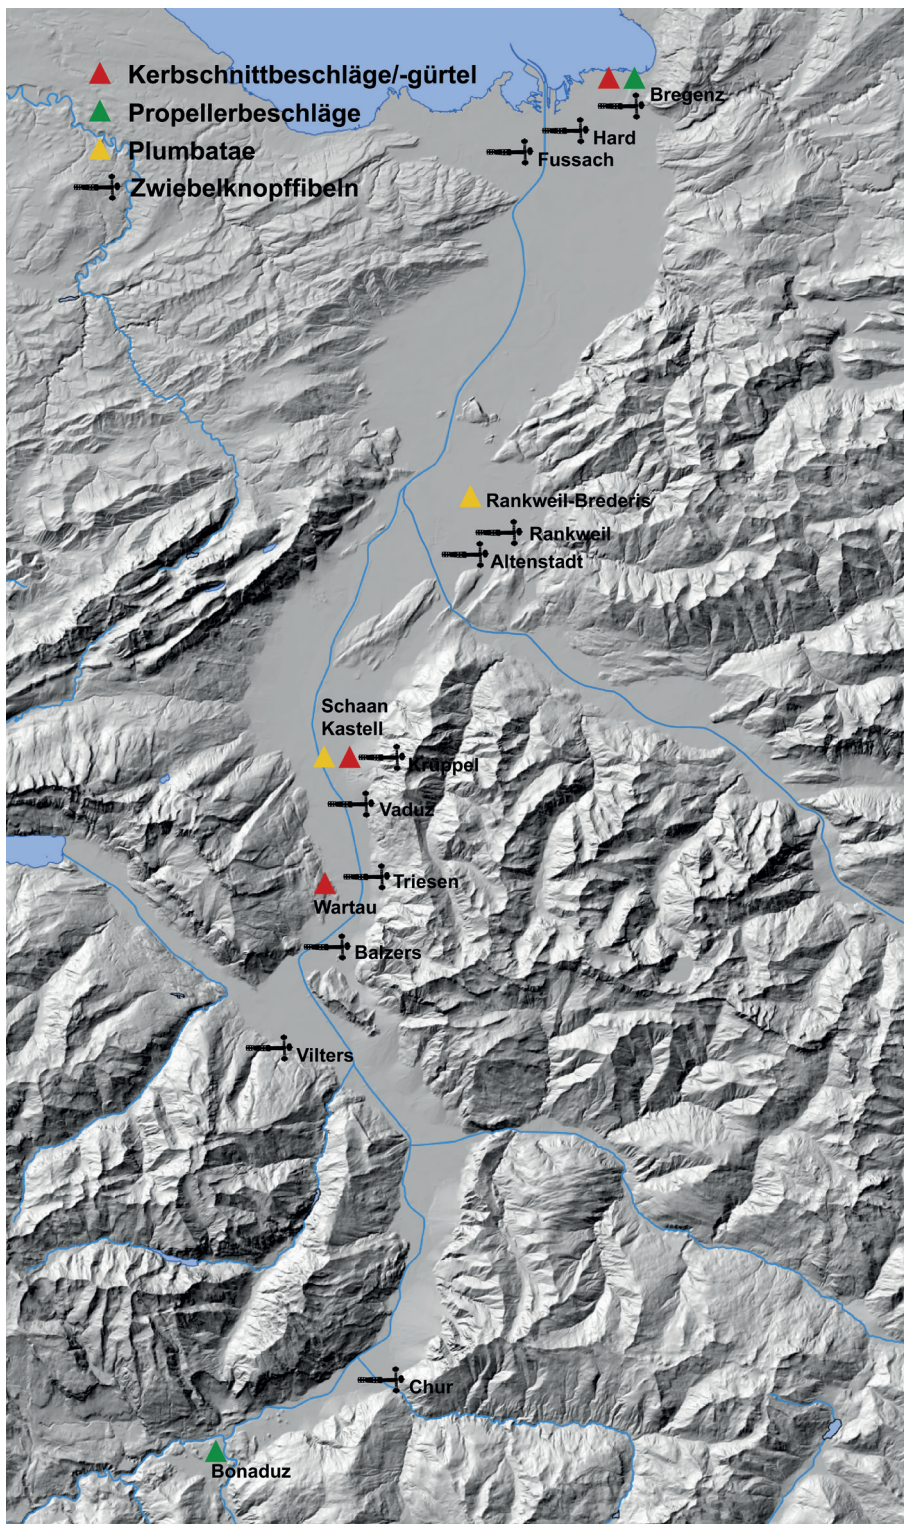 Kerbschnittbeschläge/-gürtel
Propellerbeschläge
Plumbatae
Zwiebelknopffibeln
Bregenz
Hard
Fussach
Rankweil-Brederis
Rankweil
Altenstadt
Schaan
Kastell
Krüppel
Vaduz
Triesen
Wartau
Balzers
Vilters
Chur
Bonaduz